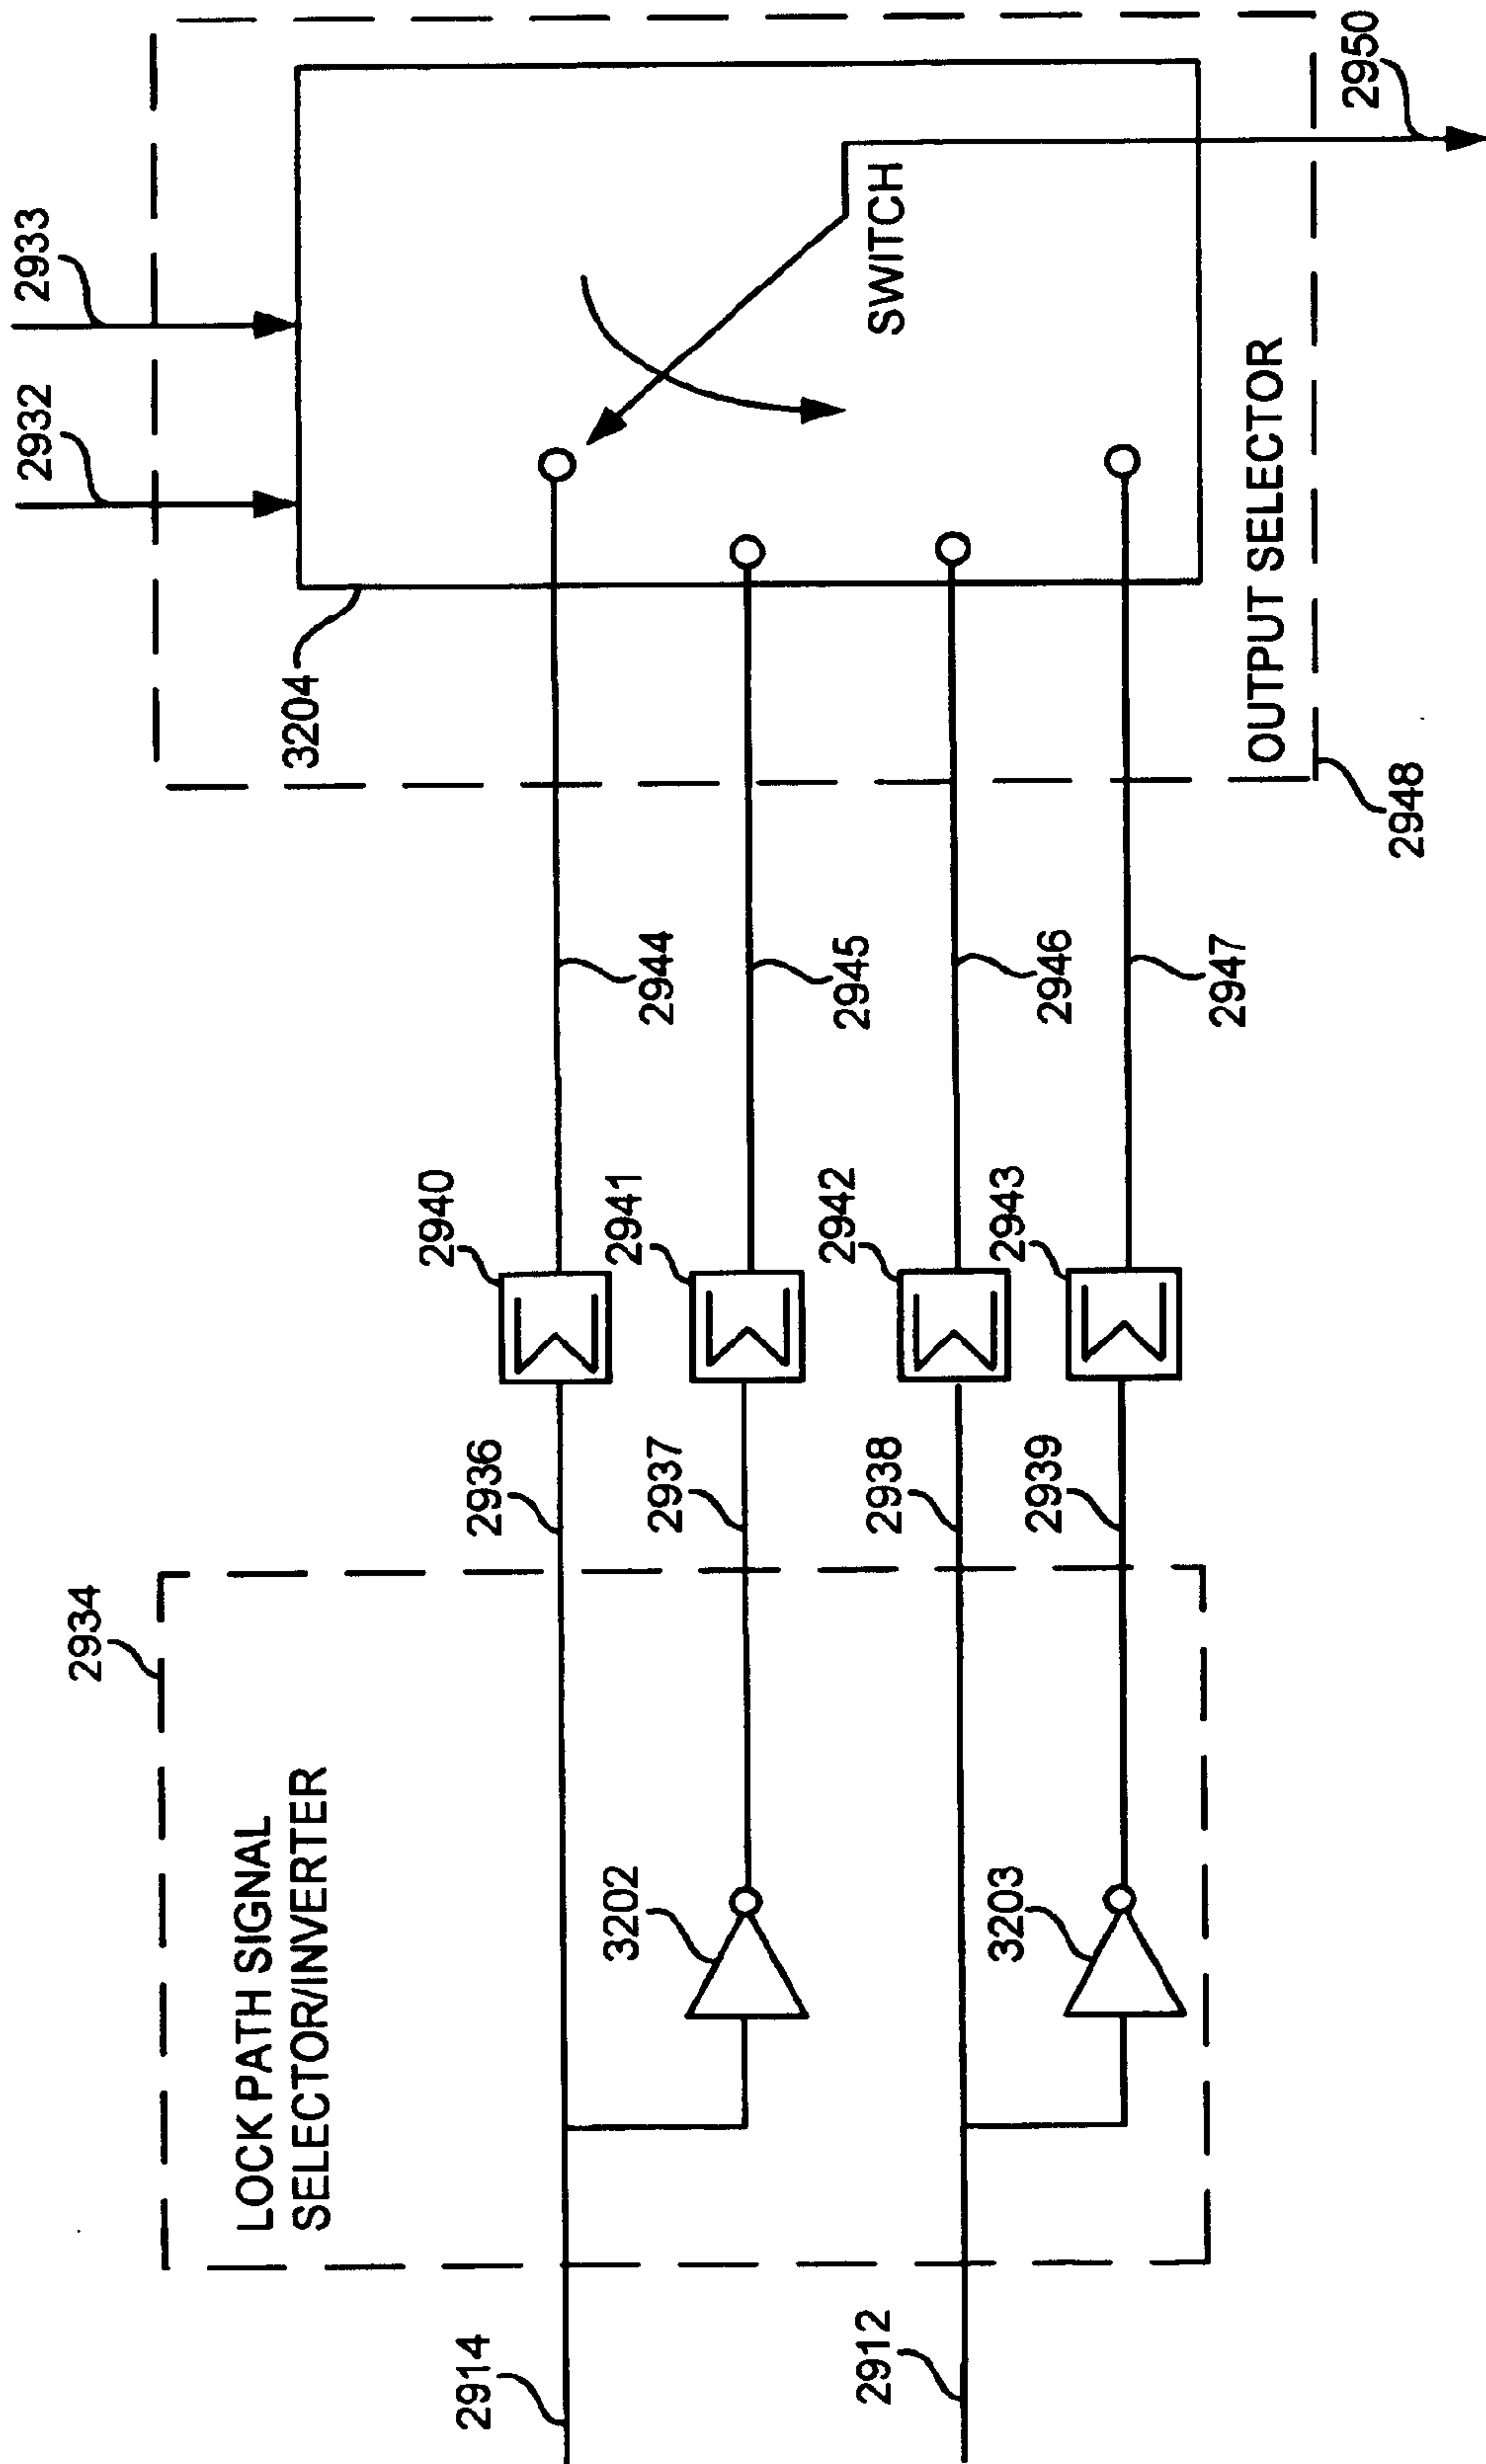 2914
2912
LOCK PATH SIGNAL
SELECTOR/INVERTER
2934
3202
3203
2936
2937
2938
2939
2940
2941
2942
2943
Σ
Σ
Σ
Σ
2944
2945
2946
2947
3204
2932
2933
SWITCH
OUTPUT SELECTOR
2948
2950